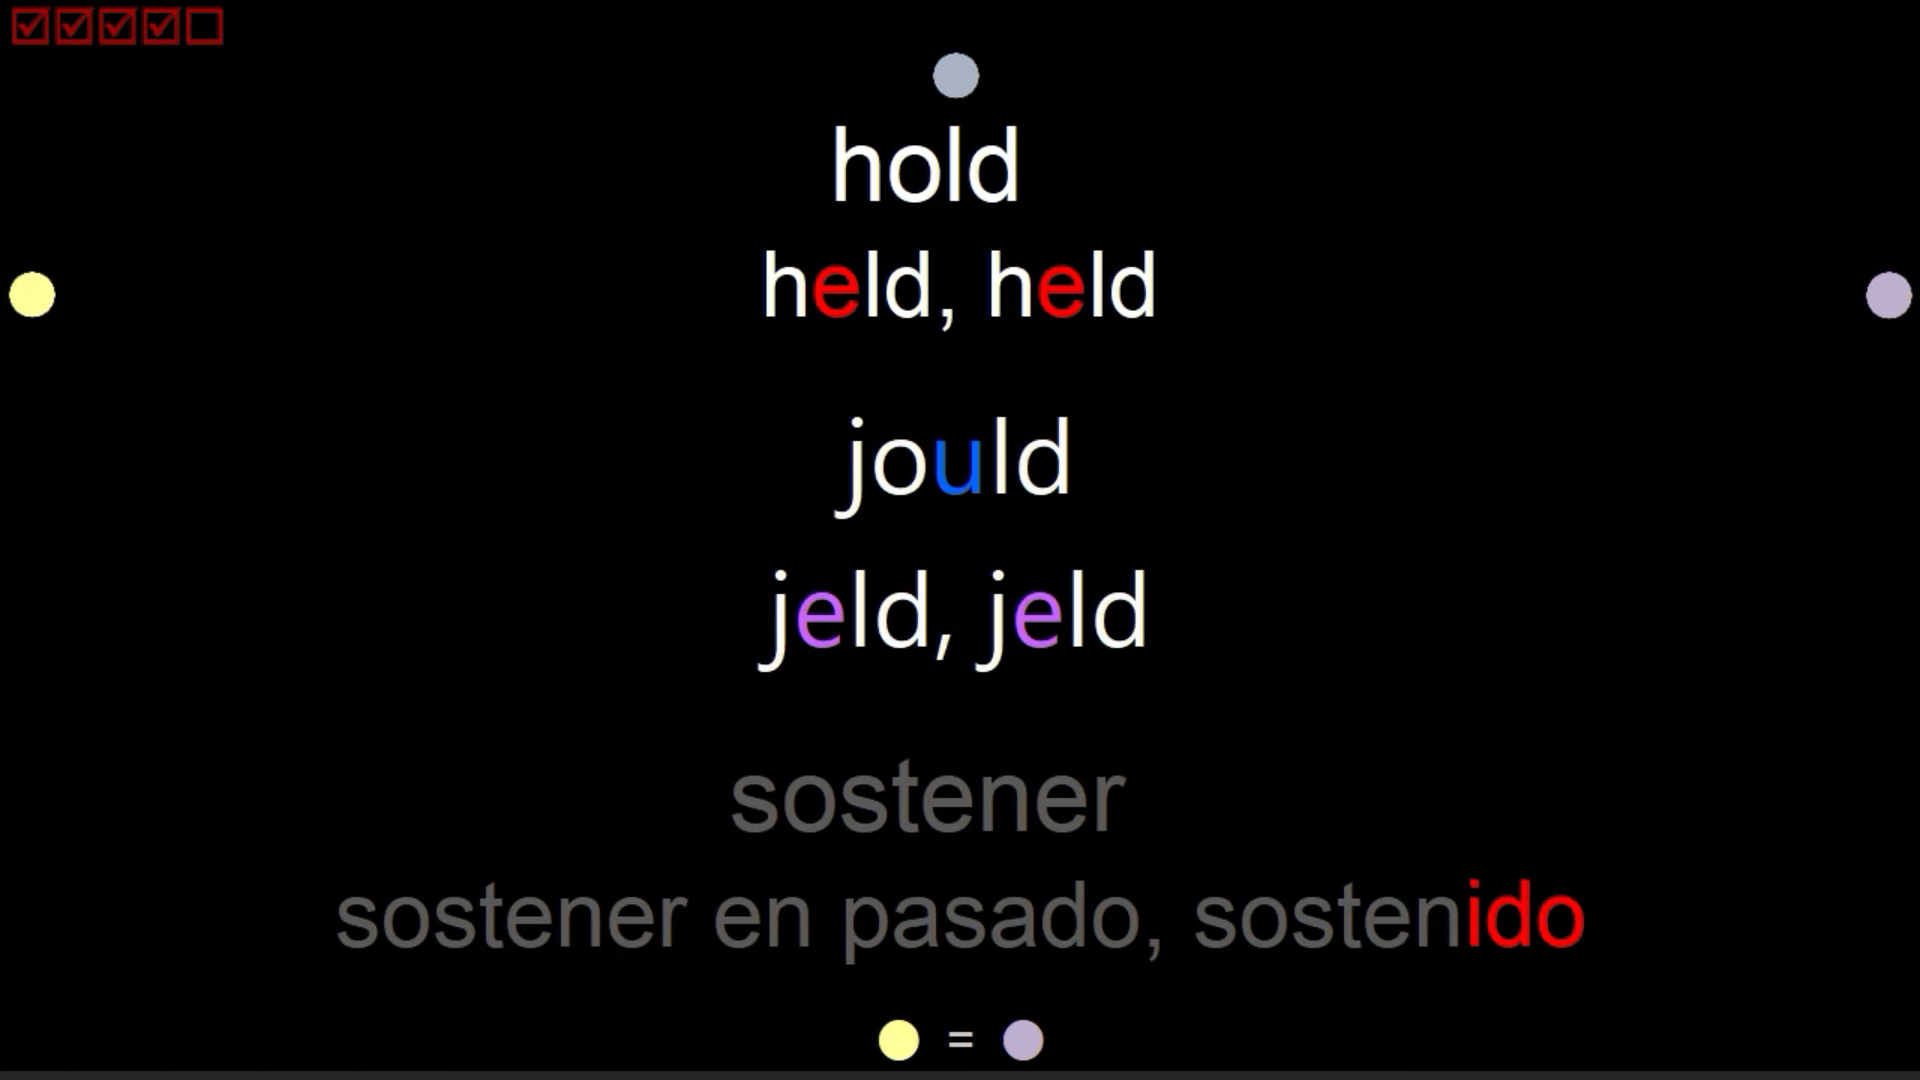 hold
held, held
jould
jeld, jeld
sostener
sostener en pasado, sostenido
=